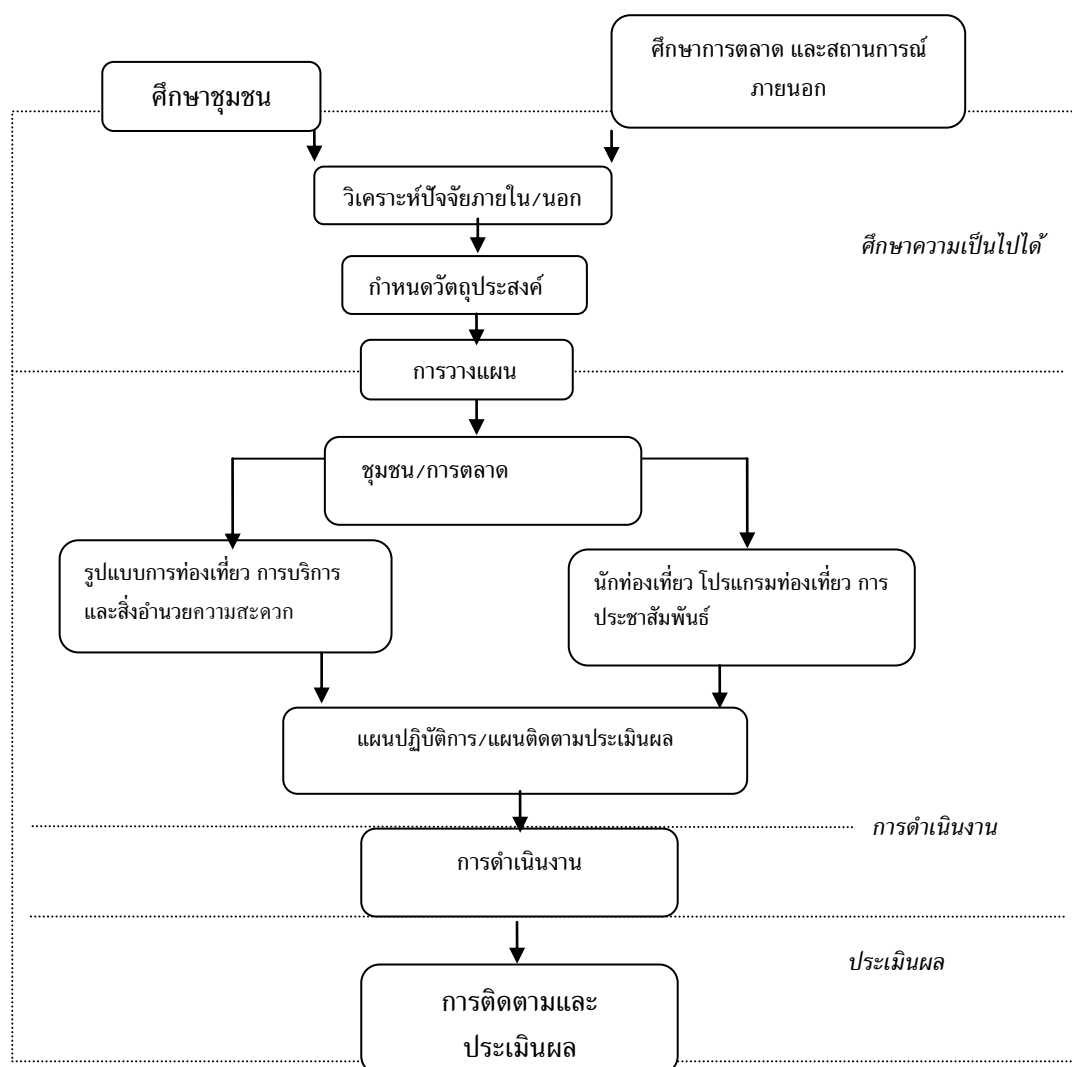 ศึกษาชุมชน
ศึกษาการตลาด และสถานการณ์
ภายนอก
วิเคราะห์ปัจจัยภายใน/นอก
ศึกษาความเป็นไปได้
กำหนดวัตถุประสงค์
การวางแผน
ชุมชน/การตลาด
รูปแบบการท่องเที่ยว การบริการ
และสิ่งอำนวยความสะดวก
นักท่องเที่ยว โปรแกรมท่องเที่ยว การ
ประชาสัมพันธ์
แผนปฏิบัติการ/แผนติดตามประเมินผล
การดำเนินงาน
การดำเนินงาน
ประเมินผล
การติดตามและ
ประเมินผล